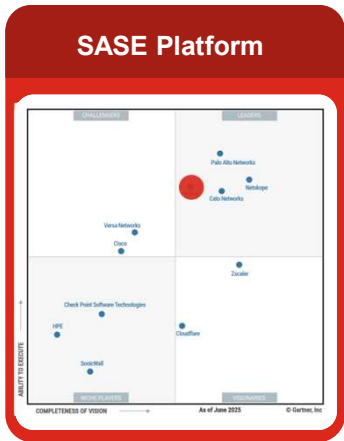 SASE Platform
CHALLENGERS
LEADERS
Palo Alto Networks
Netskope
Cato Networks
Versa Networks
Cisco
Zscaler
Check Point Software Technologies
HPE
Cloudflare
SonicWall
ABILITY TO EXECUTE
NICHE PLAYERS
VISIONARIES
COMPLETENESS OF VISION
As of June 2025
© Gartner, Inc